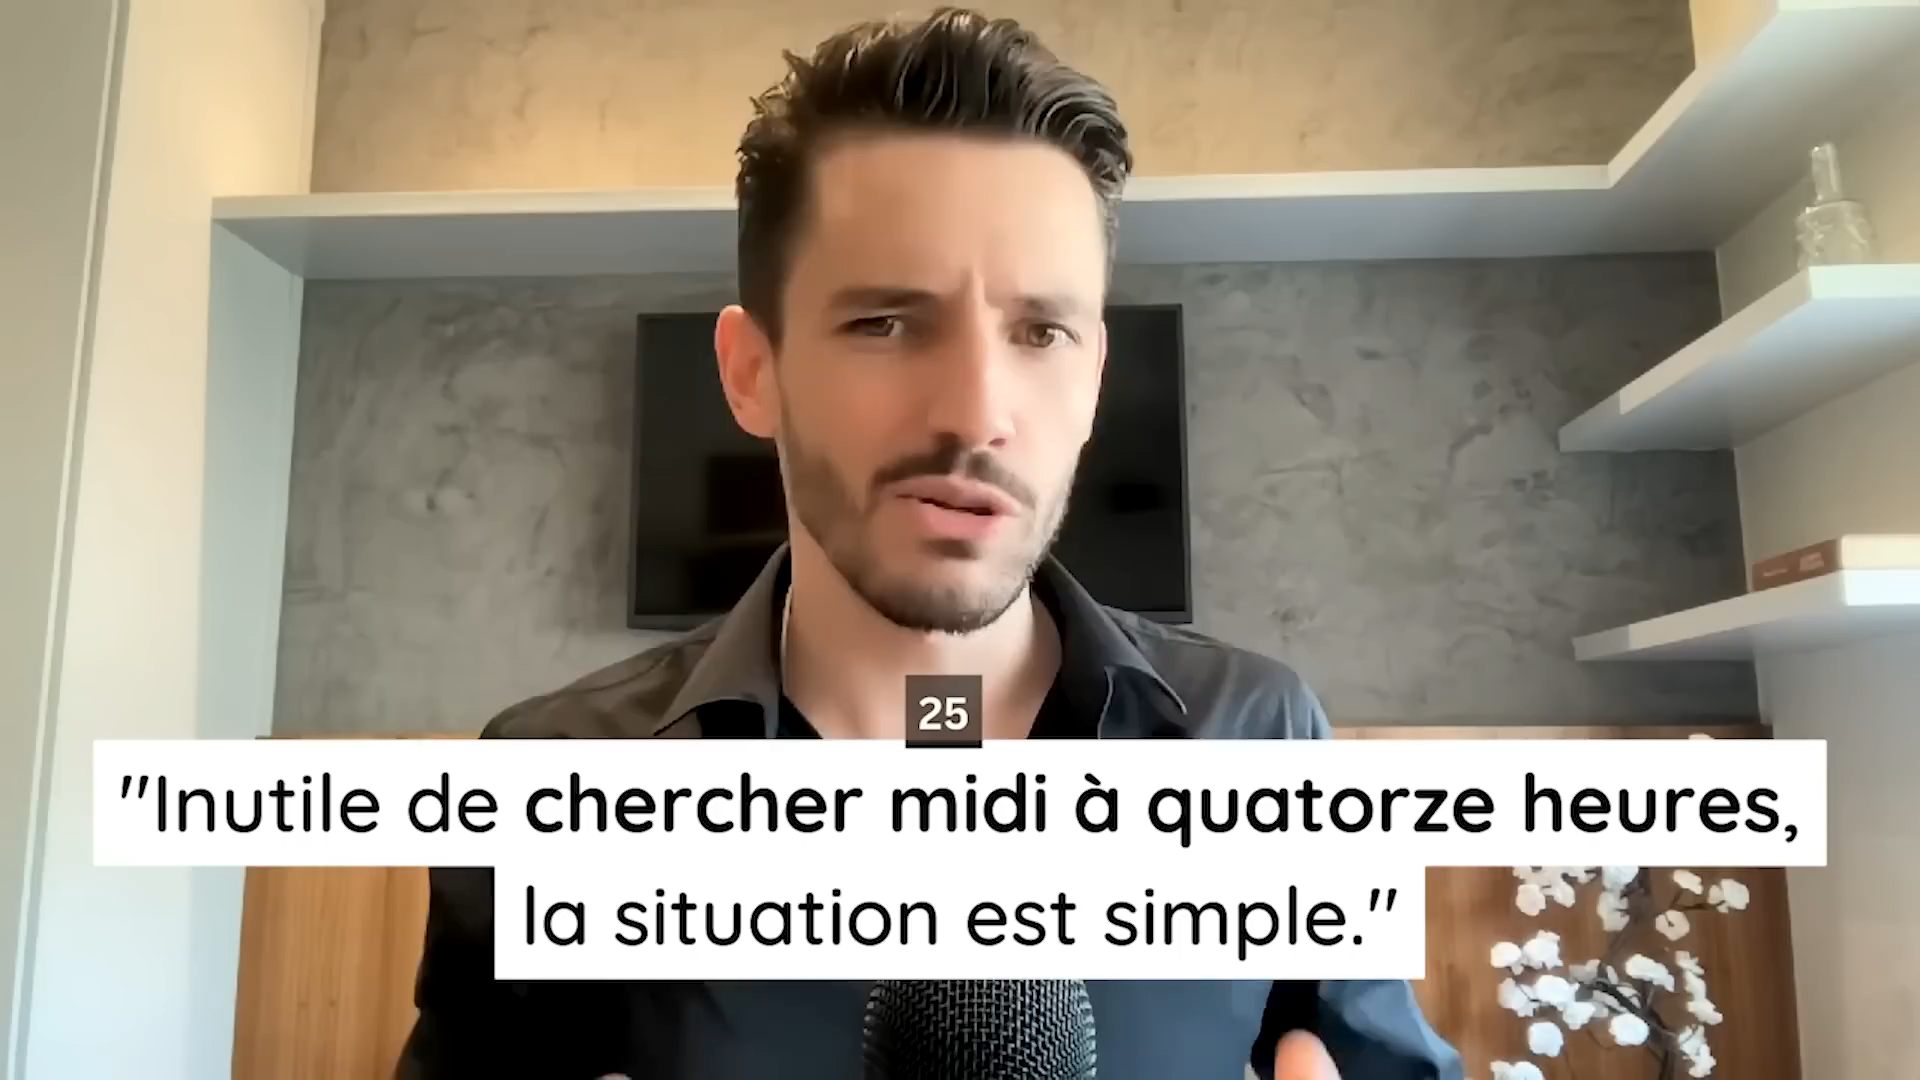 25
"Inutile de chercher midi à quatorze heures,
la situation est simple."